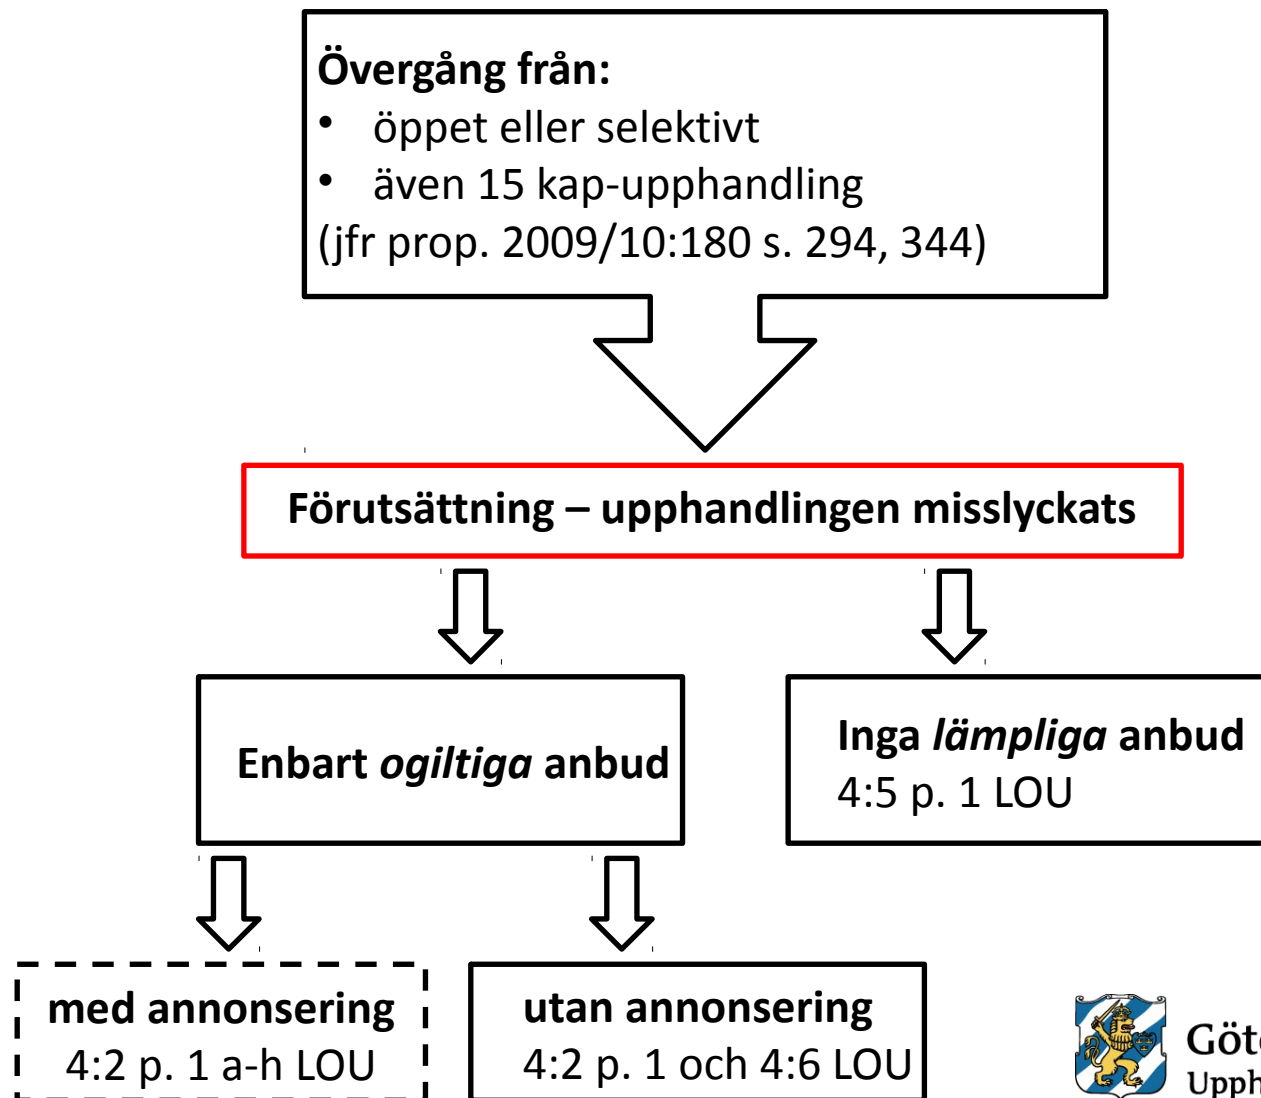 Övergång från:
• öppet eller selektivt
• även 15 kap-upphandling
(jfr prop. 2009/10:180 s. 294, 344)
Förutsättning – upphandlingen misslyckats
Enbart ogiltiga anbud
Inga lämpliga anbud
4:5 p. 1 LOU
med annonsering
4:2 p. 1 a-h LOU
utan annonsering
4:2 p. 1 och 4:6 LOU
Göt
Upph